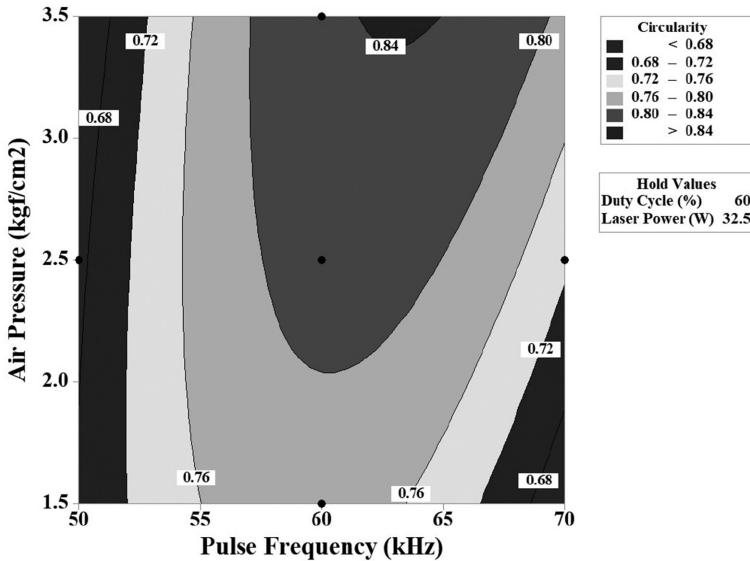 3.5
3.0
2.5
2.0
1.5
Air Pressure (kgf/cm2)
50
55
60
65
70
Pulse Frequency (kHz)
0.72
0.84
0.80
0.68
0.72
0.76
0.76
0.68
Circularity
< 0.68
0.68 – 0.72
0.72 – 0.76
0.76 – 0.80
0.80 – 0.84
> 0.84
Hold Values
Duty Cycle (%) 60
Laser Power (W) 32.5